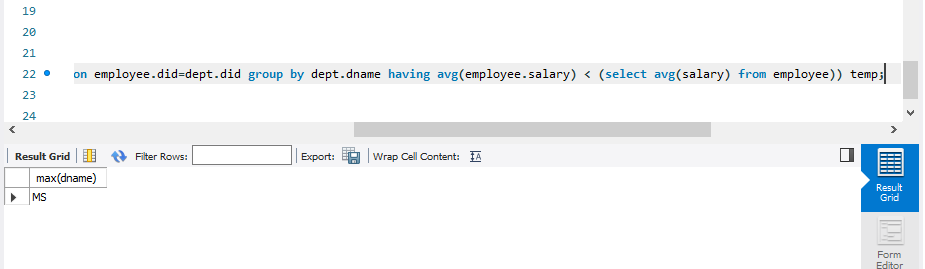 19
20
21
22 on employee.did=dept.did group by dept.dname having avg(employee.salary) < (select avg(salary) from employee)) temp;
23
24
Result Grid Filter Rows: Export: Wrap Cell Content: IA
max(dname)
MS
Result
Grid
Form
Editor